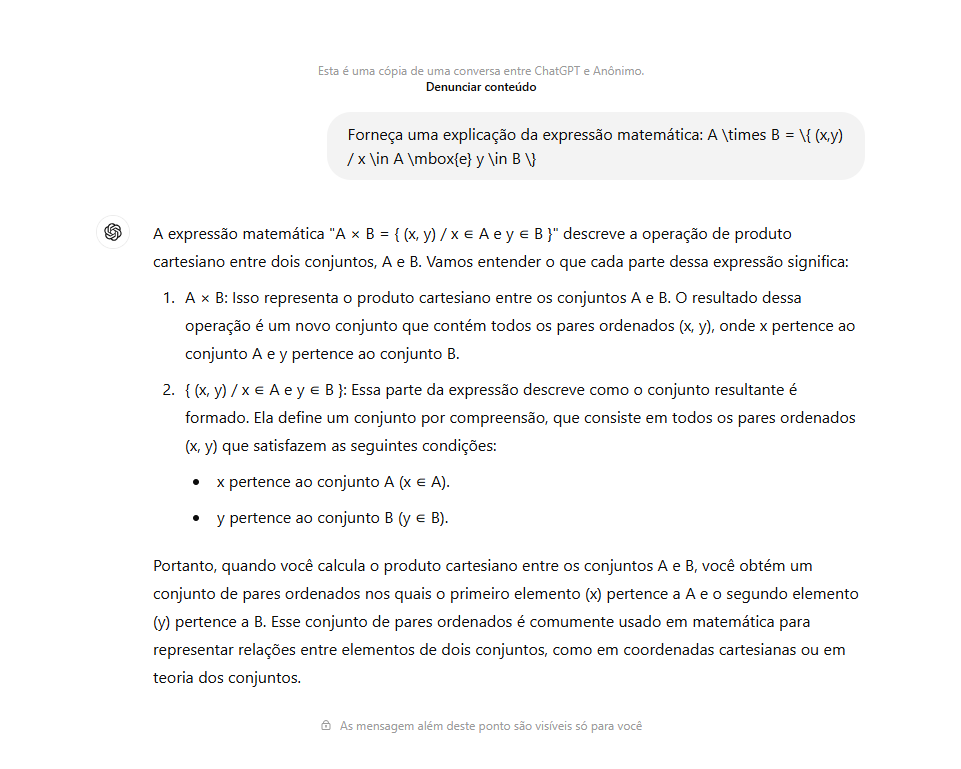 Esta é uma cópia de uma conversa entre ChatGPT e Anônimo.
Denunciar conteúdo
Forneça uma explicação da expressão matemática: A \times B = \{ (x,y)
/ x \in A \mbox{e} y \in B \}
A expressão matemática "A × B = { (x, y) / x ∈ A e y ∈ B }" descreve a operação de produto
cartesiano entre dois conjuntos, A e B. Vamos entender o que cada parte dessa expressão significa:
1. A × B: Isso representa o produto cartesiano entre os conjuntos A e B. O resultado dessa
operação é um novo conjunto que contém todos os pares ordenados (x, y), onde x pertence ao
conjunto A e y pertence ao conjunto B.
2. { (x, y) / x ∈ A e y ∈ B }: Essa parte da expressão descreve como o conjunto resultante é
formado. Ela define um conjunto por compreensão, que consiste em todos os pares ordenados
(x, y) que satisfazem as seguintes condições:
• x pertence ao conjunto A (x ∈ A).
• y pertence ao conjunto B (y ∈ B).
Portanto, quando você calcula o produto cartesiano entre os conjuntos A e B, você obtém um
conjunto de pares ordenados nos quais o primeiro elemento (x) pertence a A e o segundo elemento
(y) pertence a B. Esse conjunto de pares ordenados é comumente usado em matemática para
representar relações entre elementos de dois conjuntos, como em coordenadas cartesianas ou em
teoria dos conjuntos.
As mensagem além deste ponto são visíveis só para você